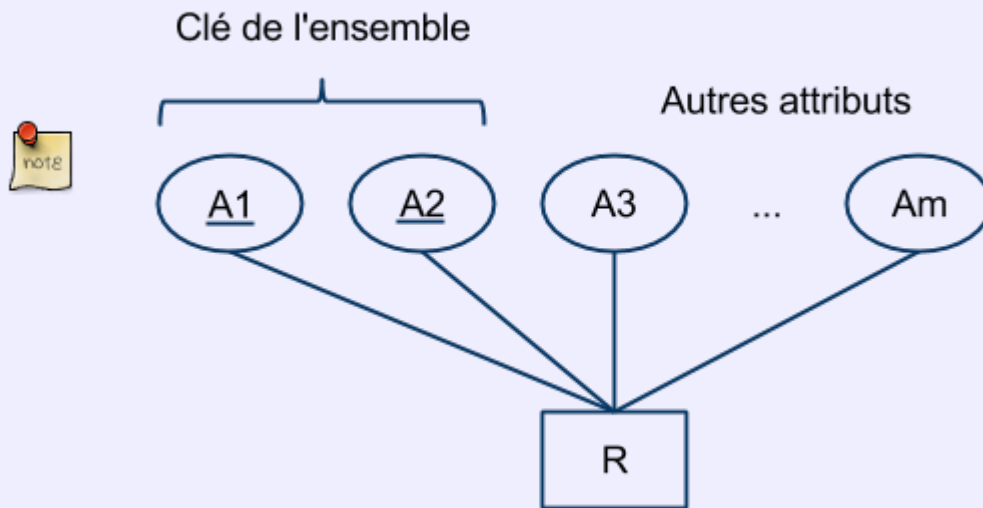 Clé de l'ensemble
Autres attributs
note
A1 A2 A3 ... Am
R